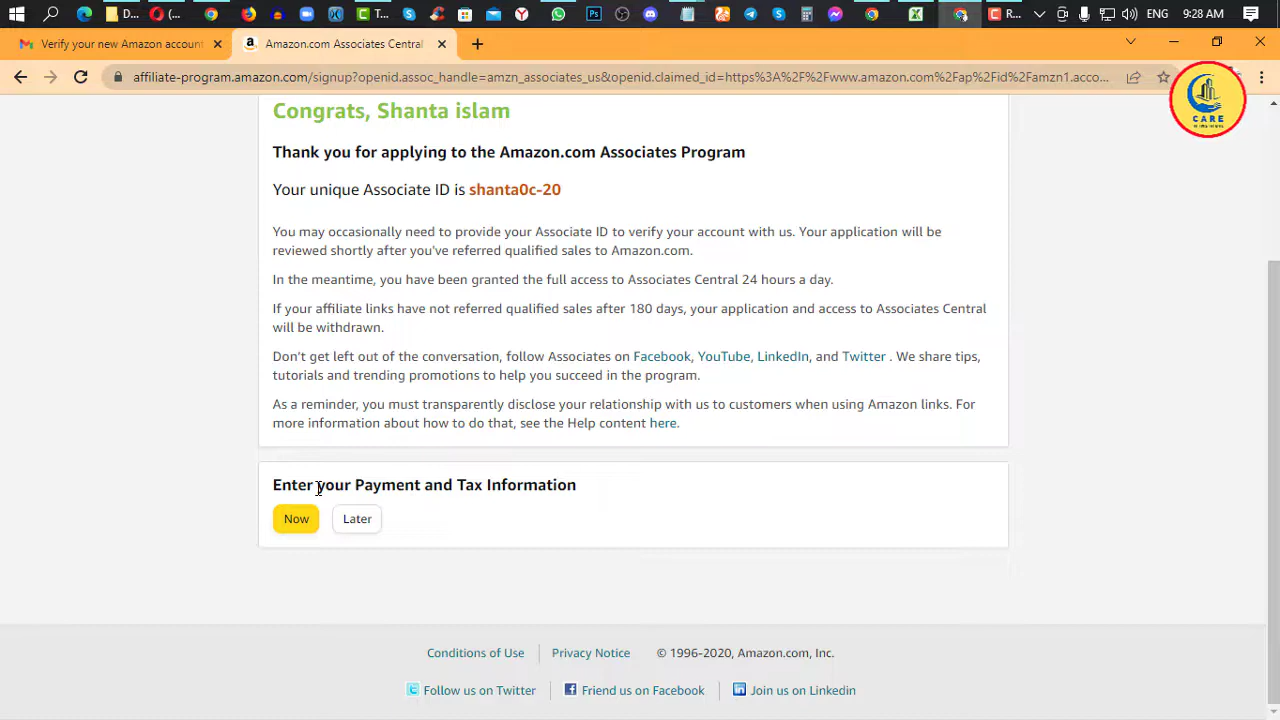 D...
(...
T...
R...
ENG
9:28 AM
Verify your new Amazon account
Amazon.com Associates Central
affiliate-program.amazon.com/signup?openid.assoc_handle=amzn_associates_us&openid.claimed_id=https%3A%2F%2Fwww.amazon.com%2Fap%2Fid%2Famzn1.acco...
CARE
Congrats, Shanta islam
Thank you for applying to the Amazon.com Associates Program
Your unique Associate ID is shanta0c-20
You may occasionally need to provide your Associate ID to verify your account with us. Your application will be
reviewed shortly after you've referred qualified sales to Amazon.com.
In the meantime, you have been granted the full access to Associates Central 24 hours a day.
If your affiliate links have not referred qualified sales after 180 days, your application and access to Associates Central
will be withdrawn.
Don't get left out of the conversation, follow Associates on Facebook, YouTube, LinkedIn, and Twitter . We share tips,
tutorials and trending promotions to help you succeed in the program.
As a reminder, you must transparently disclose your relationship with us to customers when using Amazon links. For
more information about how to do that, see the Help content here.
Enter your Payment and Tax Information
Now
Later
Conditions of Use
Privacy Notice
© 1996-2020, Amazon.com, Inc.
Follow us on Twitter
Friend us on Facebook
Join us on Linkedin